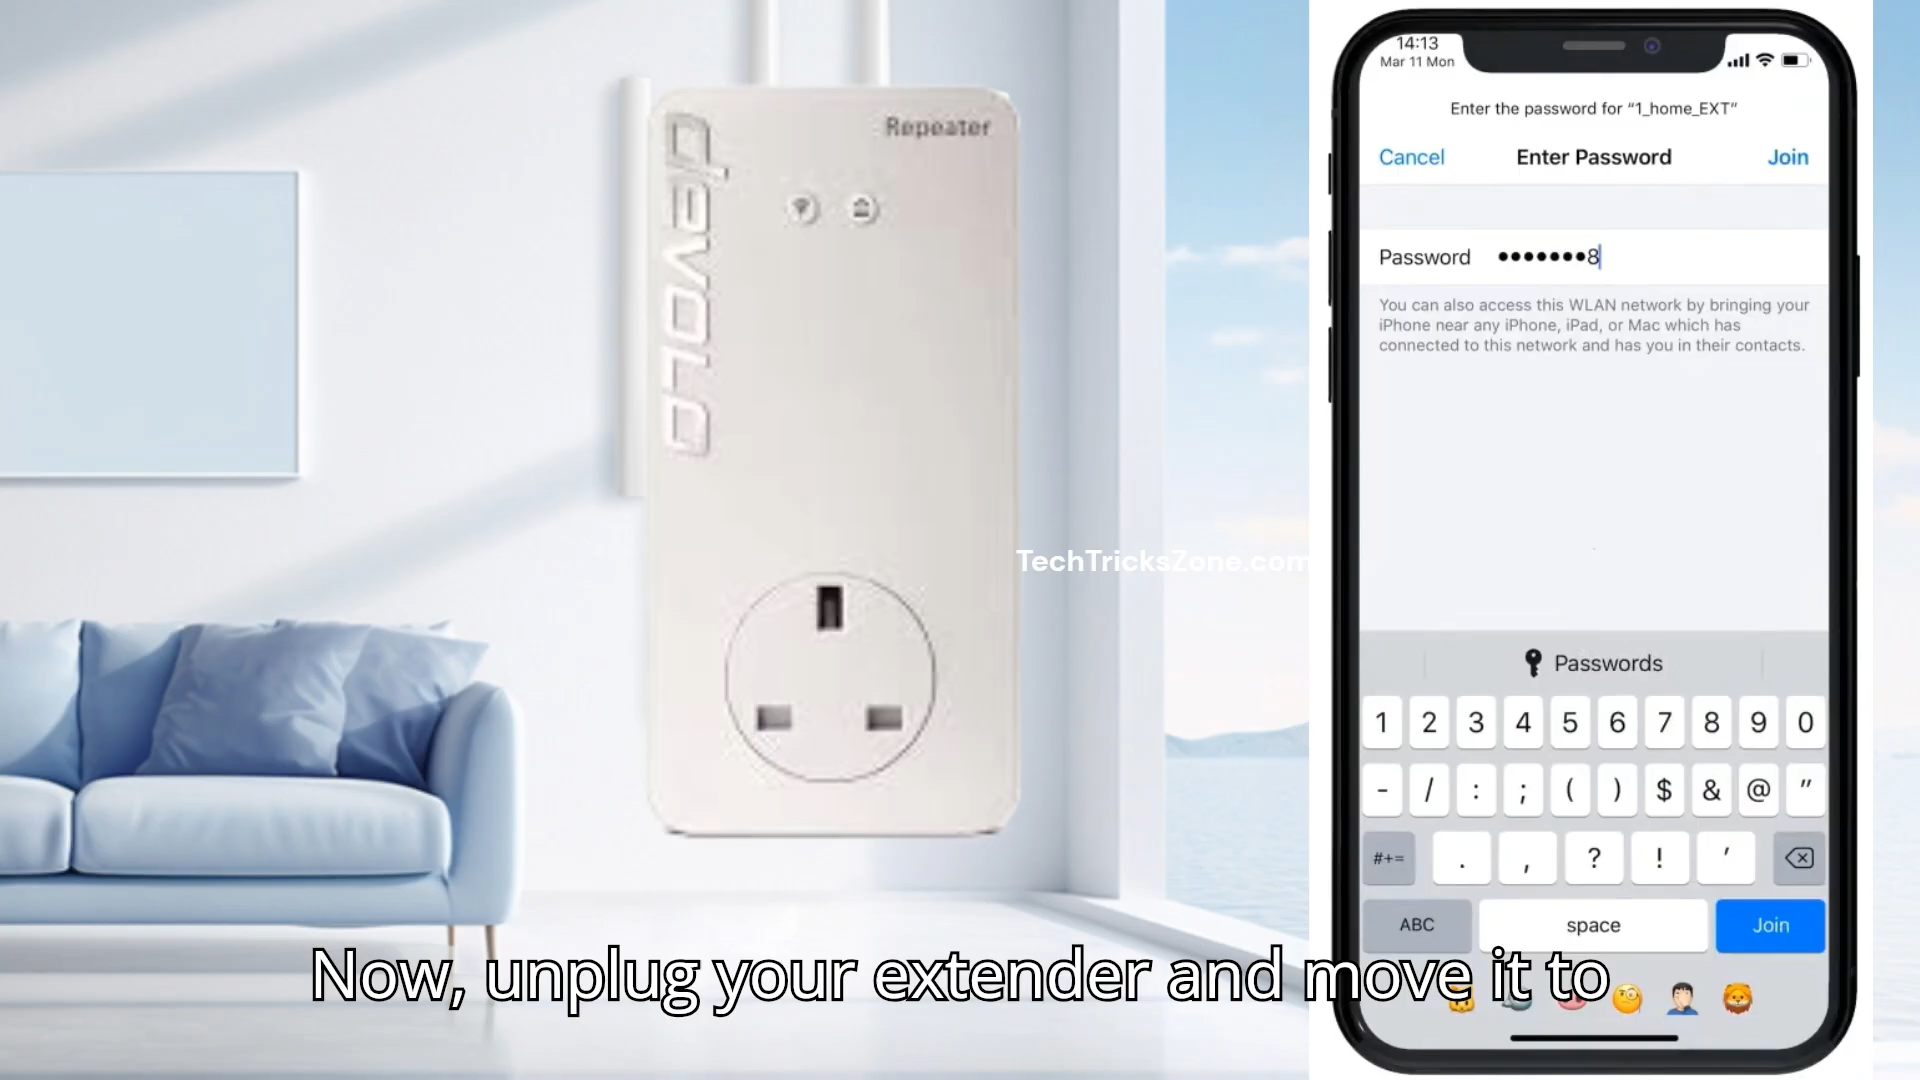 devolo
Repeater
TechTricksZone.com
14:13
Mar 11 Mon
Enter the password for “1_home_EXT”
Cancel
Enter Password
Join
Password
•••••••8
You can also access this WLAN network by bringing your
iPhone near any iPhone, iPad, or Mac which has
connected to this network and has you in their contacts.
Passwords
1 2 3 4 5 6 7 8 9 0
- / : ; ( ) $ & @ "
#+= . , ? ! '
ABC space Join
Now, unplug your extender and move it to